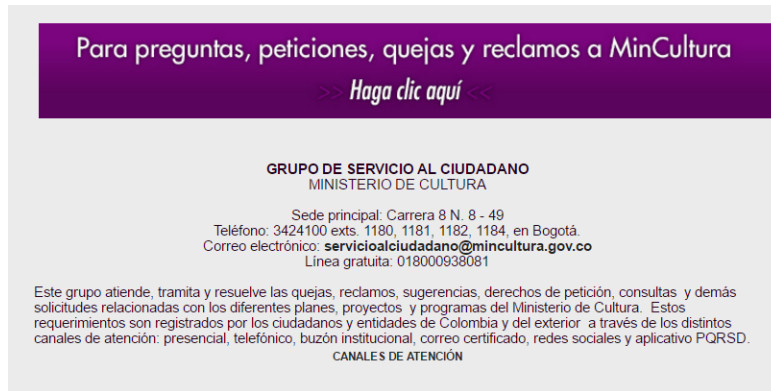 Para preguntas, peticiones, quejas y reclamos a MinCultura
>> Haga clic aquí <<
GRUPO DE SERVICIO AL CIUDADANO
MINISTERIO DE CULTURA
Sede principal: Carrera 8 N. 8 - 49
Teléfono: 3424100 exts. 1180, 1181, 1182, 1184, en Bogotá.
Correo electrónico: servicioalciudadano@mincultura.gov.co
Línea gratuita: 018000938081
Este grupo atiende, tramita y resuelve las quejas, reclamos, sugerencias, derechos de petición, consultas y demás
solicitudes relacionadas con los diferentes planes, proyectos y programas del Ministerio de Cultura. Estos
requerimientos son registrados por los ciudadanos y entidades de Colombia y del exterior a través de los distintos
canales de atención: presencial, telefónico, buzón institucional, correo certificado, redes sociales y aplicativo PQRSD.
CANALES DE ATENCIÓN